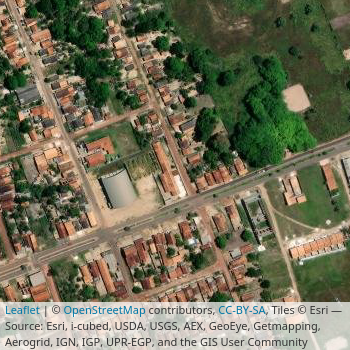 Leaflet | © OpenStreetMap contributors, CC-BY-SA, Tiles © Esri —
Source: Esri, i-cubed, USDA, USGS, AEX, GeoEye, Getmapping,
Aerogrid, IGN, IGP, UPR-EGP, and the GIS User Community